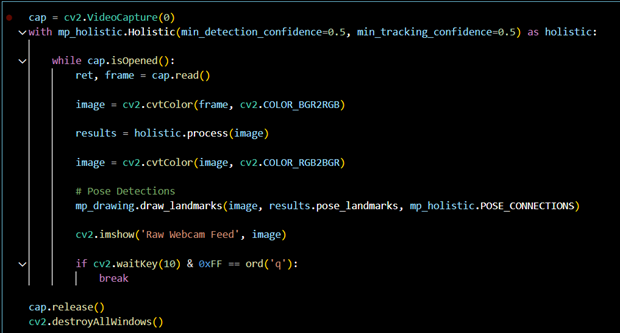 cap = cv2.VideoCapture(0)
with mp_holistic.Holistic(min_detection_confidence=0.5, min_tracking_confidence=0.5) as holistic:
    while cap.isOpened():
        ret, frame = cap.read()
        image = cv2.cvtColor(frame, cv2.COLOR_BGR2RGB)
        results = holistic.process(image)
        image = cv2.cvtColor(image, cv2.COLOR_RGB2BGR)
        # Pose Detections
        mp_drawing.draw_landmarks(image, results.pose_landmarks, mp_holistic.POSE_CONNECTIONS)
        cv2.imshow('Raw Webcam Feed', image)
        if cv2.waitKey(10) & 0xFF == ord('q'):
            break
cap.release()
cv2.destroyAllWindows()